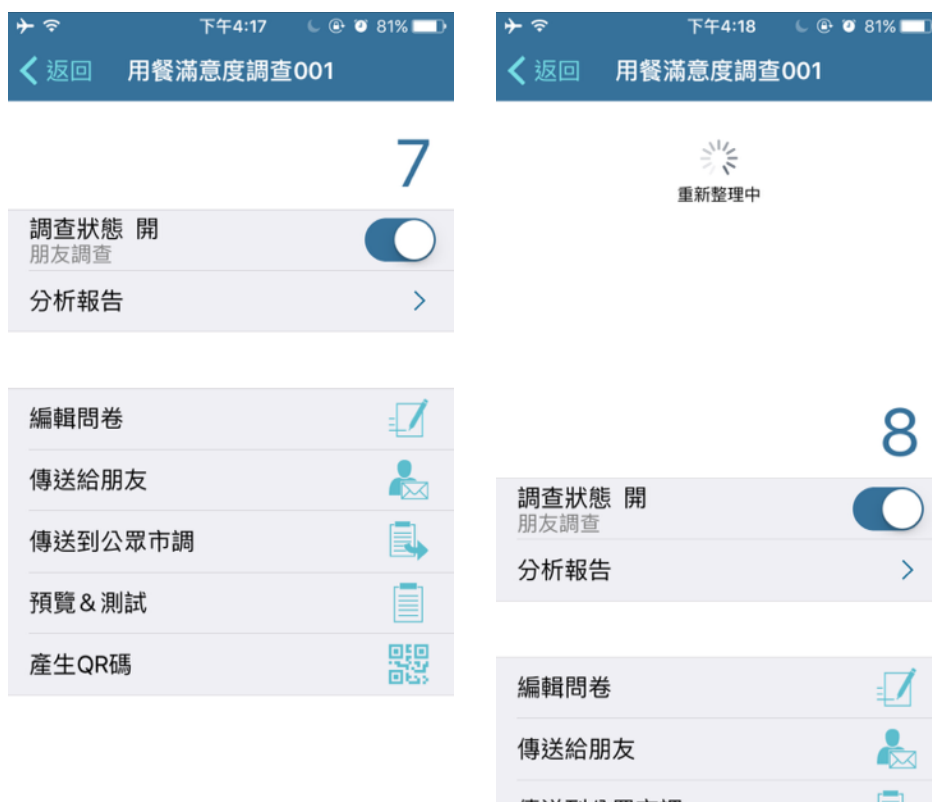 下午4:17
81%
返回
用餐滿意度調查001
7
調查狀態 開
朋友調查
分析報告
編輯問卷
傳送給朋友
傳送到公眾市調
預覽&測試
產生QR碼
下午4:18
81%
返回
用餐滿意度調查001
重新整理中
8
調查狀態 開
朋友調查
分析報告
編輯問卷
傳送給朋友